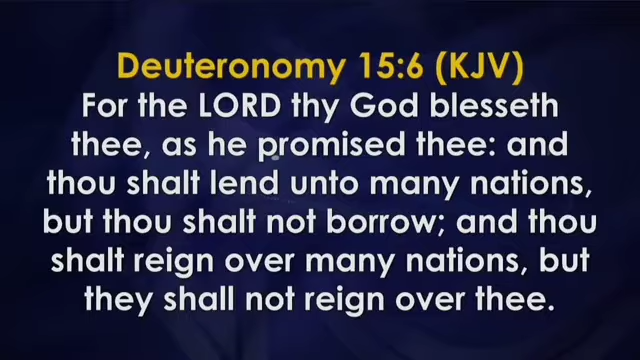 Deuteronomy 15:6 (KJV)
For the LORD thy God blesseth
thee, as he promised thee: and
thou shalt lend unto many nations,
but thou shalt not borrow; and thou
shalt reign over many nations, but
they shall not reign over thee.